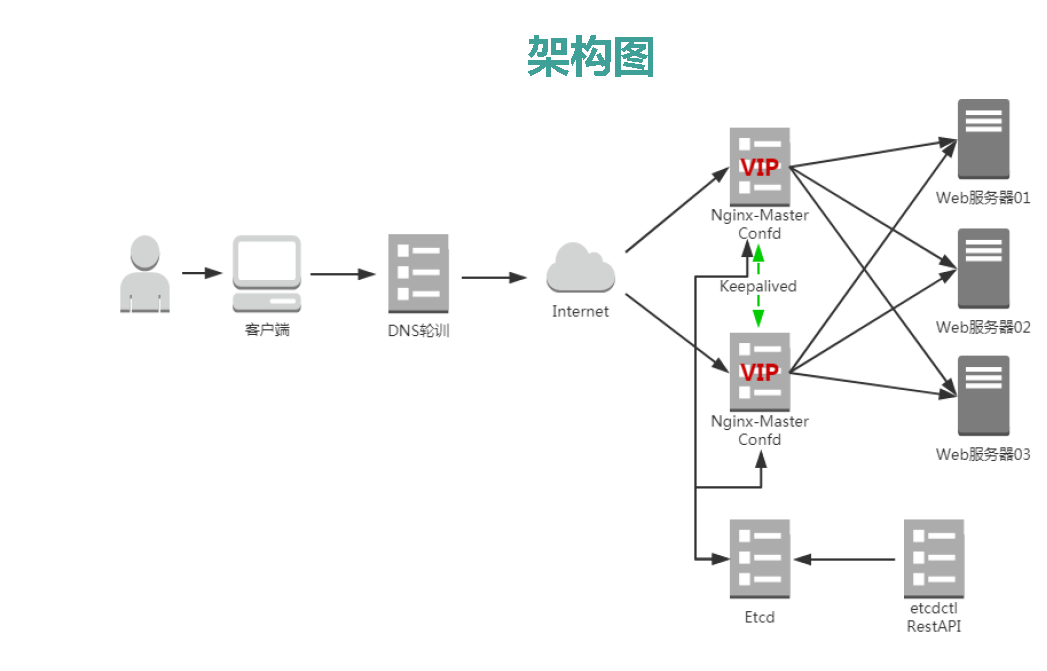 架构图
VIP
Nginx-Master
Confd
Web服务器01
Keepalived
客户端
DNS轮训
Internet
Web服务器02
VIP
Nginx-Master
Confd
Web服务器03
Etcd
etcdctl
RestAPI